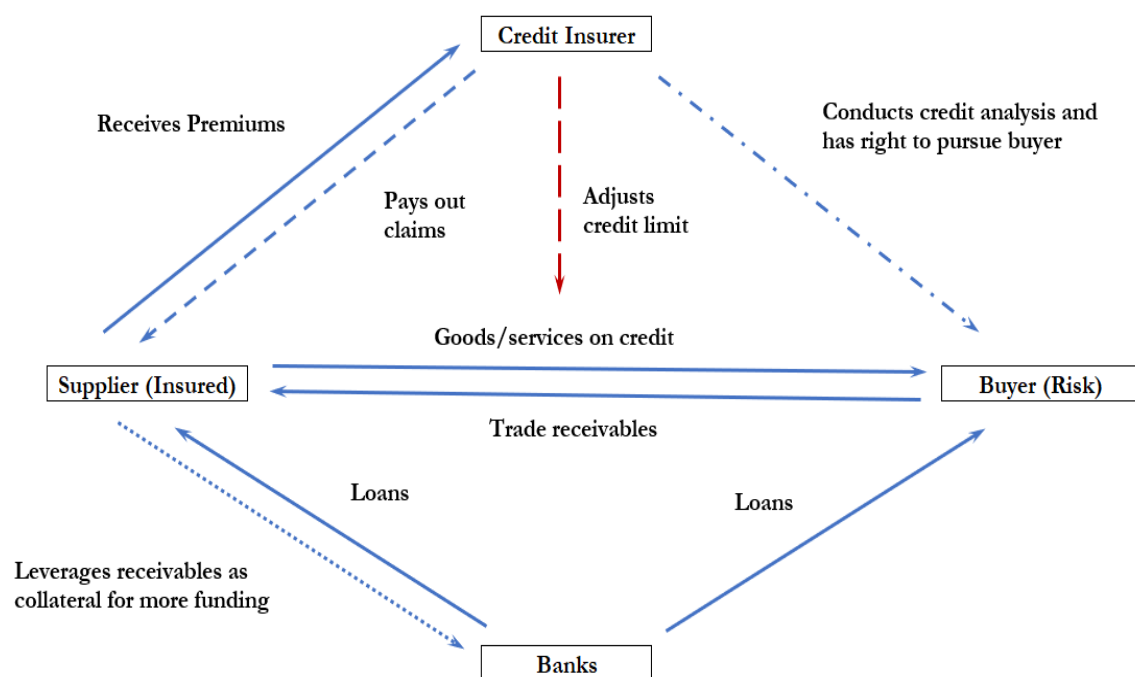 Credit Insurer
Receives Premiums
Conducts credit analysis and
has right to pursue buyer
Pays out
claims
Adjusts
credit limit
Goods/services on credit
Supplier (Insured)
Buyer (Risk)
Trade receivables
Loans
Loans
Leverages receivables as
collateral for more funding
Banks